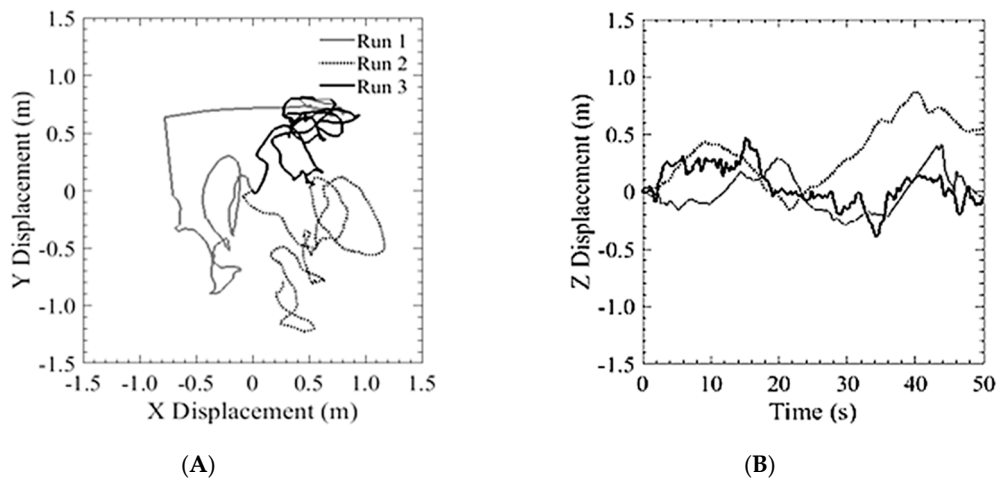 1.5
1.0
0.5
0
-0.5
-1.0
-1.5
Y Displacement (m)
Run 1
Run 2
Run 3
-1.5 -1.0 -0.5 0 0.5 1.0 1.5
X Displacement (m)
(A)
1.5
1.0
0.5
0
-0.5
-1.0
-1.5
Z Displacement (m)
0 10 20 30 40 50
Time (s)
(B)